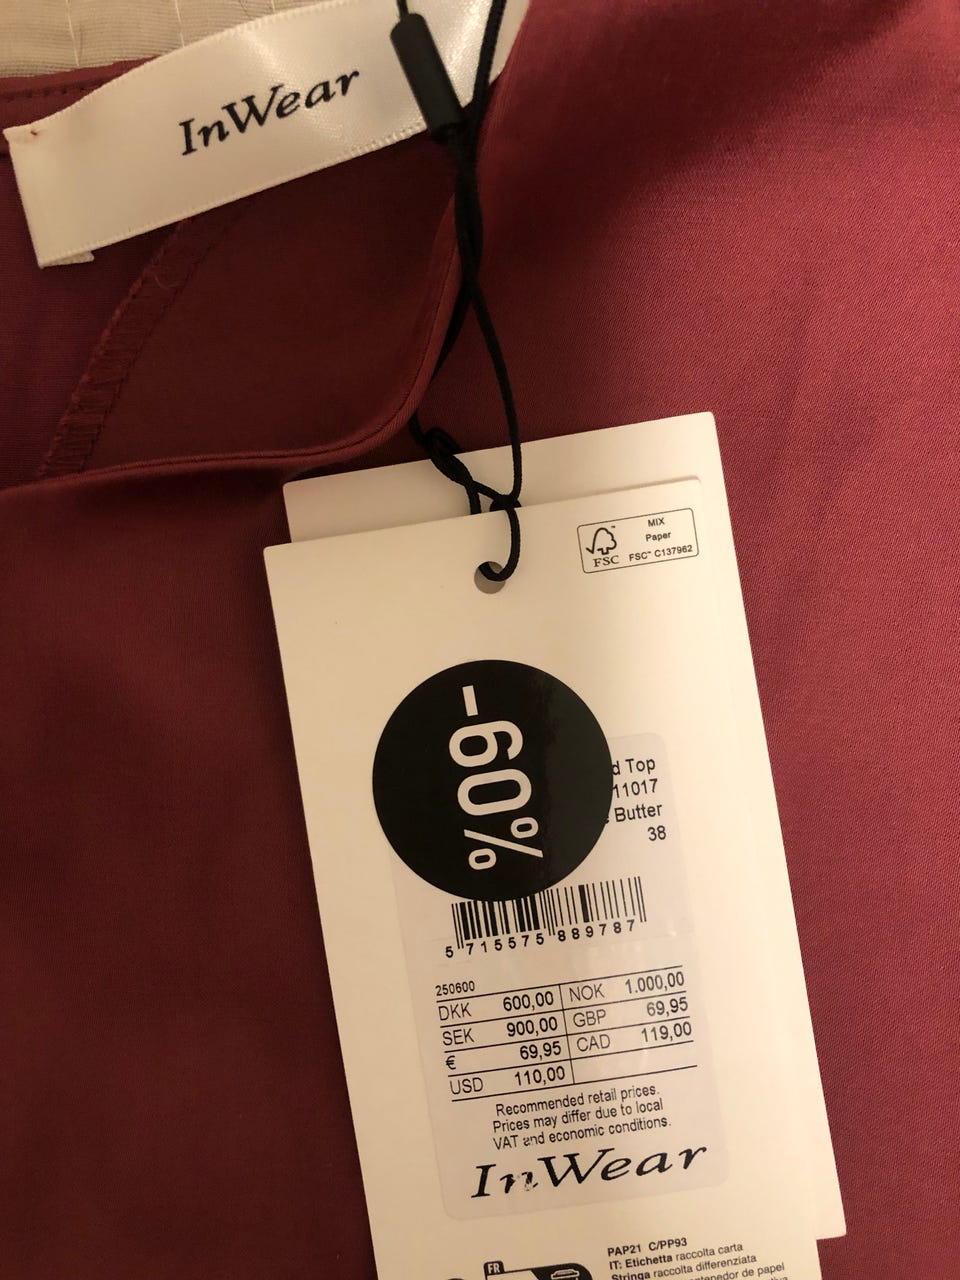 InWear
MIX
Paper
FSC™ C137962
FSC
-60%
d Top
11017
Butter
38
5 715575 889787
250600
DKK 600,00 NOK 1.000,00
SEK 900,00 GBP 69,95
€ 69,95 CAD 119,00
USD 110,00
Recommended retail prices.
Prices may differ due to local
VAT and economic conditions.
InWear
FR
PAP21 C/PP93
IT: Etichetta raccolta carta
Stringa raccolta differenziata
ntenedor de papel